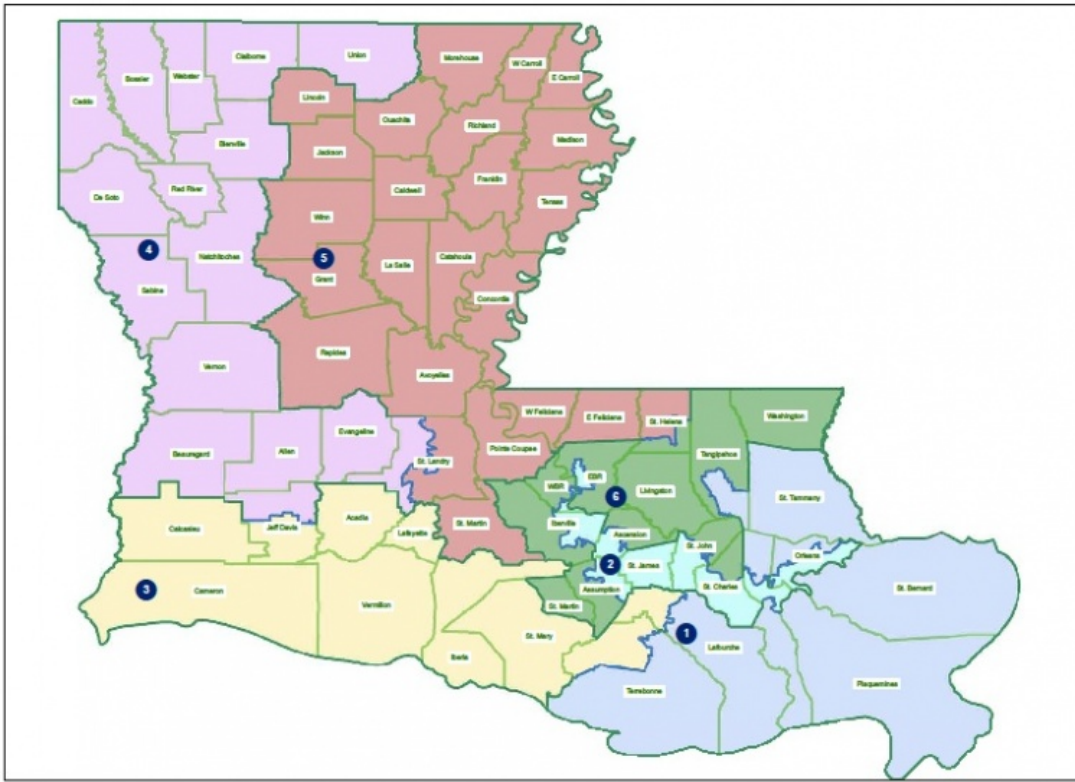 Claiborne
Union
Morehouse
W Carroll
E Carroll
Bossier
Webster
Caddo
Lincoln
Ouachita
Richland
Madison
Bienville
Jackson
Franklin
De Soto
Red River
Caldwell
Tensas
Winn
4
Natchitoches
5
La Salle
Catahoula
Grant
Sabine
Concordia
Rapides
Vernon
Avoyelles
W Feliciana
E Feliciana
St. Helena
Washington
Evangeline
Beauregard
Allen
St. Landry
Pointe Coupee
Tangipahoa
EBR
WBR
6
Livingston
St. Tammany
Acadia
Calcasieu
Jeff Davis
Lafayette
St. Martin
Iberville
Ascension
St. John
Orleans
2
St. James
3
Cameron
Assumption
St. Charles
St. Bernard
Vermilion
St. Martin
St. Mary
1
Lafourche
Iberia
Terrebonne
Plaquemines